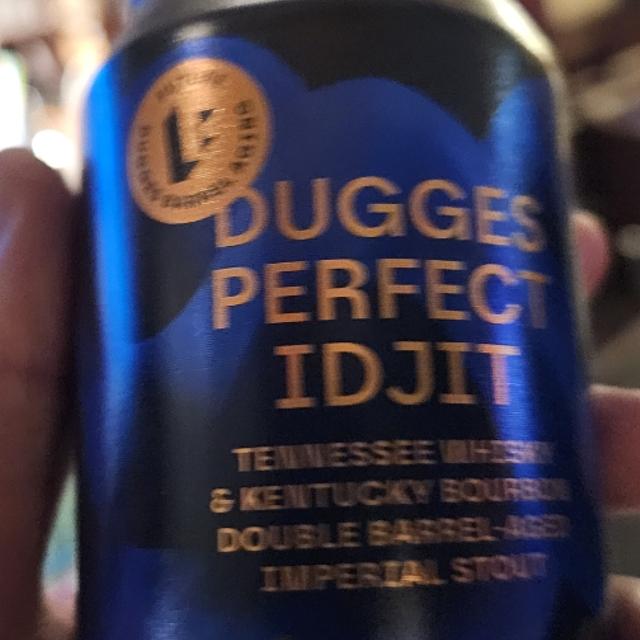 DUGGES
PERFECT
IDJIT
TENNESSEE WHISKY
& KENTUCKY BOURBON
DOUBLE BARREL-AGED
IMPERIAL STOUT